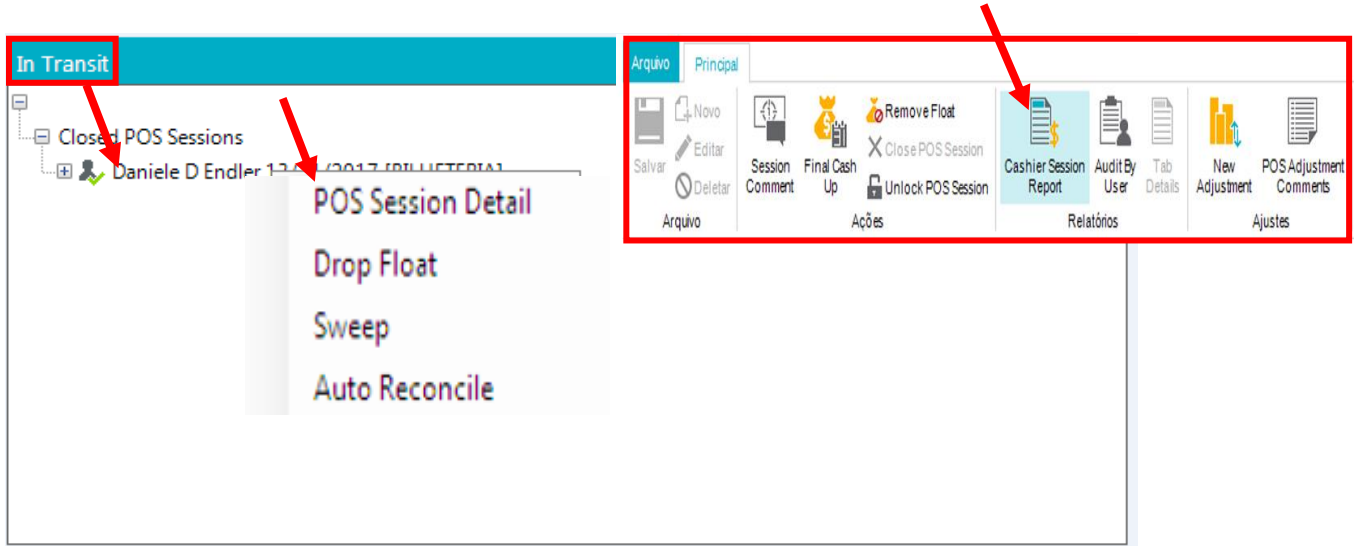 In Transit
Closed POS Sessions
Daniele D Endler
POS Session Detail
Drop Float
Sweep
Auto Reconcile
Arquivo Principal
Salvar
Novo
Editar
Deletar
Arquivo
Session Comment
Final Cash Up
Remove Float
Close POS Session
Unlock POS Session
Ações
Cashier Session Report
Audit By User
Tab Details
Relatórios
New Adjustment
POS Adjustment Comments
Ajustes